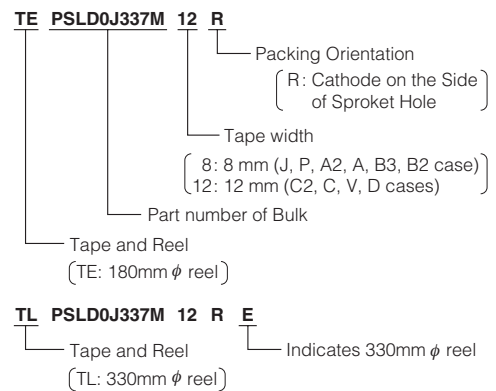 TE PSLD0J337M 12 R
Packing Orientation
R: Cathode on the Side
of Sproket Hole
Tape width
8: 8 mm (J, P, A2, A, B3, B2 case)
12: 12 mm (C2, C, V, D cases)
Part number of Bulk
Tape and Reel
TE: 180mm ϕ reel
TL PSLD0J337M 12 R E
Tape and Reel
Indicates 330mm ϕ reel
TL: 330mm ϕ reel